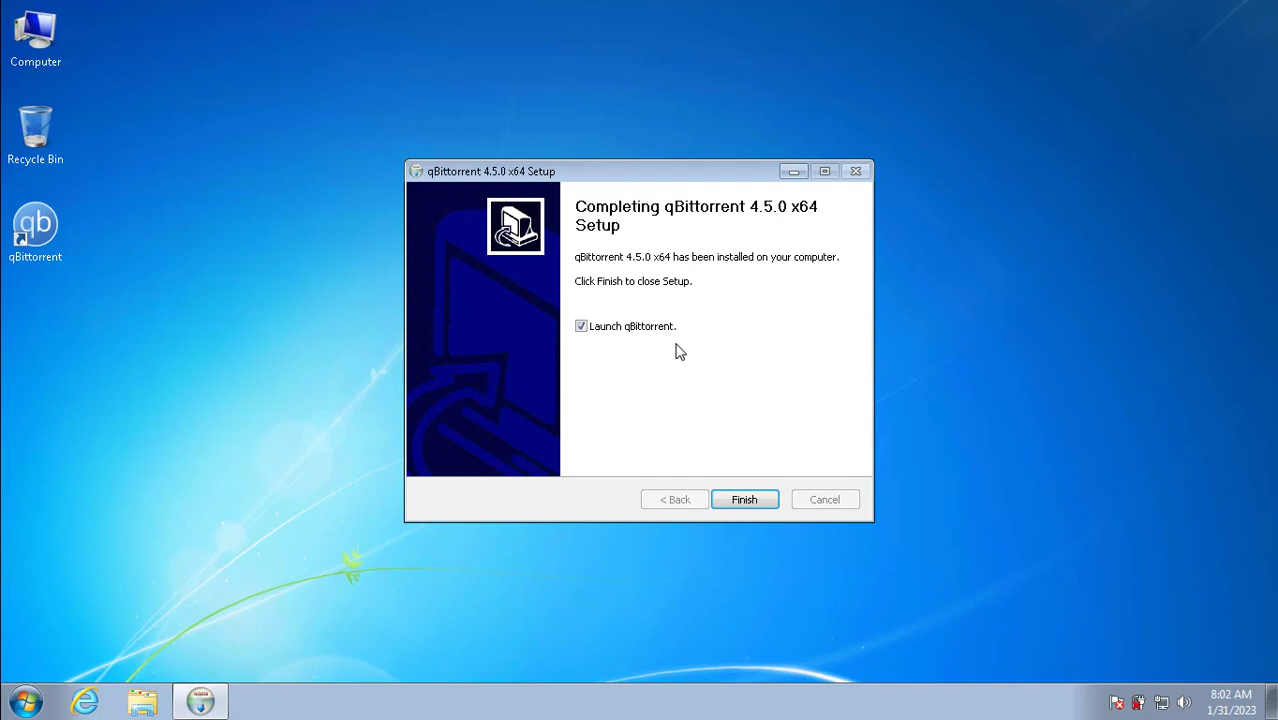 Computer
Recycle Bin
qb
qBittorrent
qBittorrent 4.5.0 x64 Setup
Completing qBittorrent 4.5.0 x64
Setup
qBittorrent 4.5.0 x64 has been installed on your computer.
Click Finish to close Setup.
Launch qBittorrent.
< Back
Finish
Cancel
8:02 AM
1/31/2023